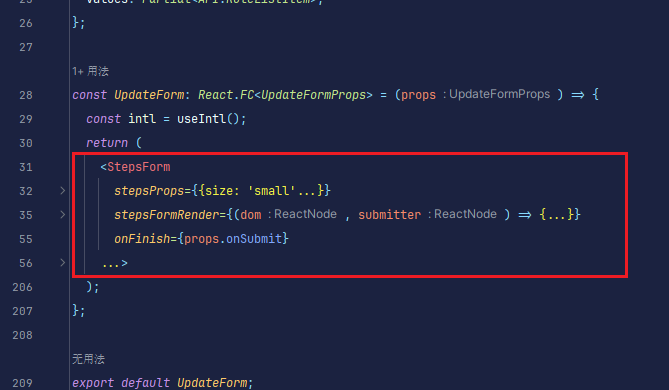 25 values: Partial<API.RoleListItem>;
26 };
27
1+ 用法
28 const UpdateForm: React.FC<UpdateFormProps> = (props : UpdateFormProps ) => {
29 const intl = useIntl();
30 return (
31 <StepsForm
32 stepsProps={{size: 'small'...}}
35 stepsFormRender={(dom : ReactNode , submitter : ReactNode ) => {...}}
55 onFinish={props.onSubmit}
56 ...>
206 );
207 };
208
无用法
209 export default UpdateForm;